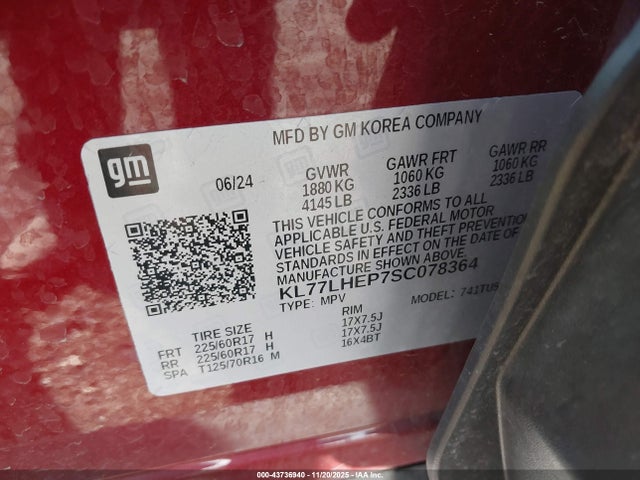 MFD BY GM KOREA COMPANY
gm
06/24
GVWR GAWR FRT GAWR RR
1880 KG 1060 KG 1060 KG
4145 LB 2336 LB 2336 LB
THIS VEHICLE CONFORMS TO ALL
APPLICABLE U.S. FEDERAL MOTOR
VEHICLE SAFETY AND THEFT PREVENTION
STANDARDS IN EFFECT ON THE DATE OF
MANUFACTURE SHOWN ABOVE.
KL77LHEP7SC078364
TYPE: MPV MODEL: 741TUS
TIRE SIZE RIM
FRT 225/60R17 H 17X7.5J
RR 225/60R17 H 17X7.5J
SPA T125/70R16 M 16X4BT
000-43736940 - 11/20/2025 - IAAI.com